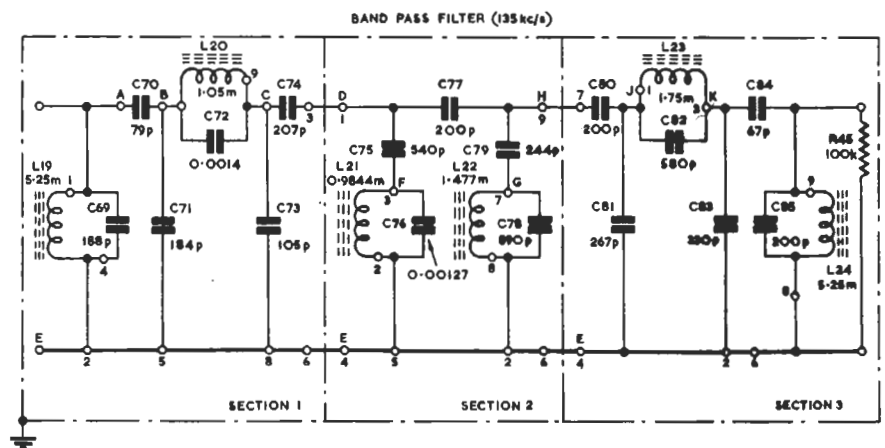 BAND PASS FILTER (135kc/s)
L20
L23
C70
9
C74
C77
C80
1
C84
A
B
1.05m
C
D
H
7
J
1.75m
K
3
1
9
3
79p
C72
207p
200p
200p
C82
67p
0.0014
C75
540p
C79
244p
580p
R45
100k
L19
5.25m
1
L21
0.9844m
F
L22
1.477m
G
9
3
7
C69
C71
C73
C76
C78
C81
C83
C85
188p
184p
105p
890p
267p
330p
200p
4
2
8
L24
5.25m
0.00127
8
E
E
E
2
5
8
6
4
5
2
6
4
2
6
SECTION 1
SECTION 2
SECTION 3